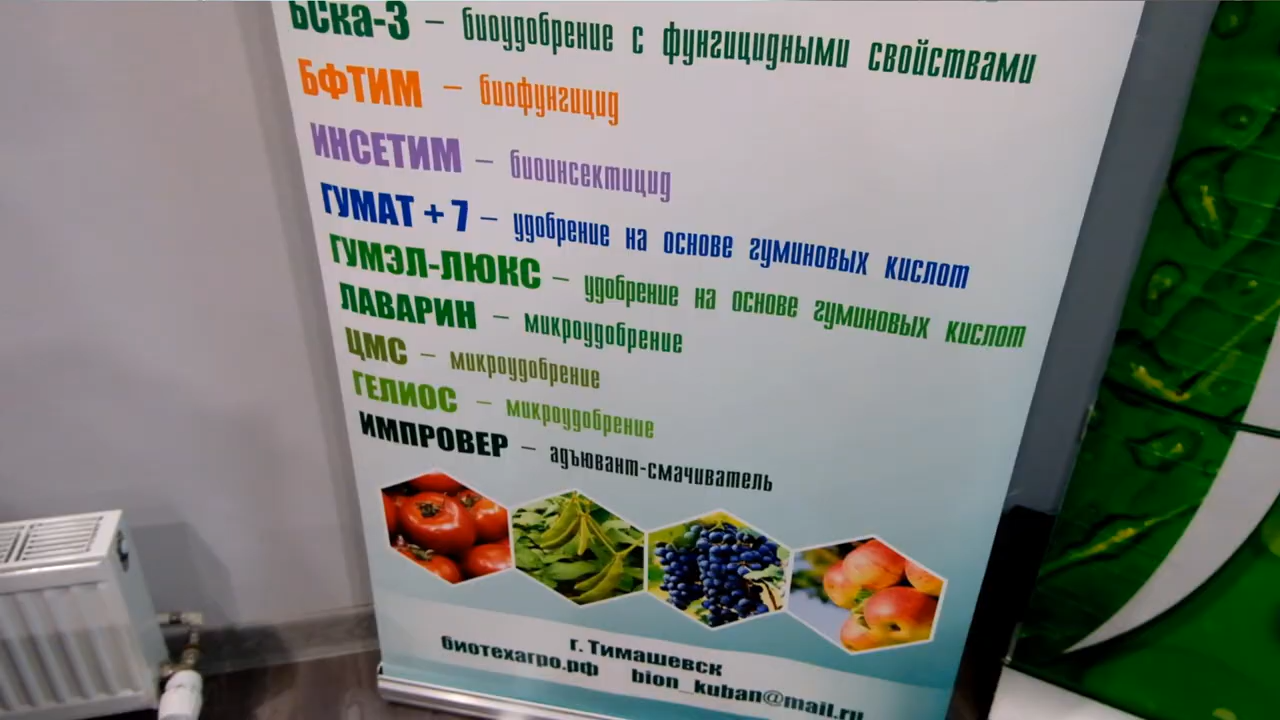 БСка-3 – биоудобрение с фунгицидными свойствами
БФТИМ – биофунгицид
ИНСЕТИМ – биоинсектицид
ГУМАТ + 7 – удобрение на основе гуминовых кислот
ГУМЭЛ-ЛЮКС – удобрение на основе гуминовых кислот
ЛАВАРИН – микроудобрение
ЦМС – микроудобрение
ГЕЛИОС – микроудобрение
ИМПРОВЕР – адъювант-смачиватель
г. Тимашевск
биотехагро.рф bion_kuban@mail.ru